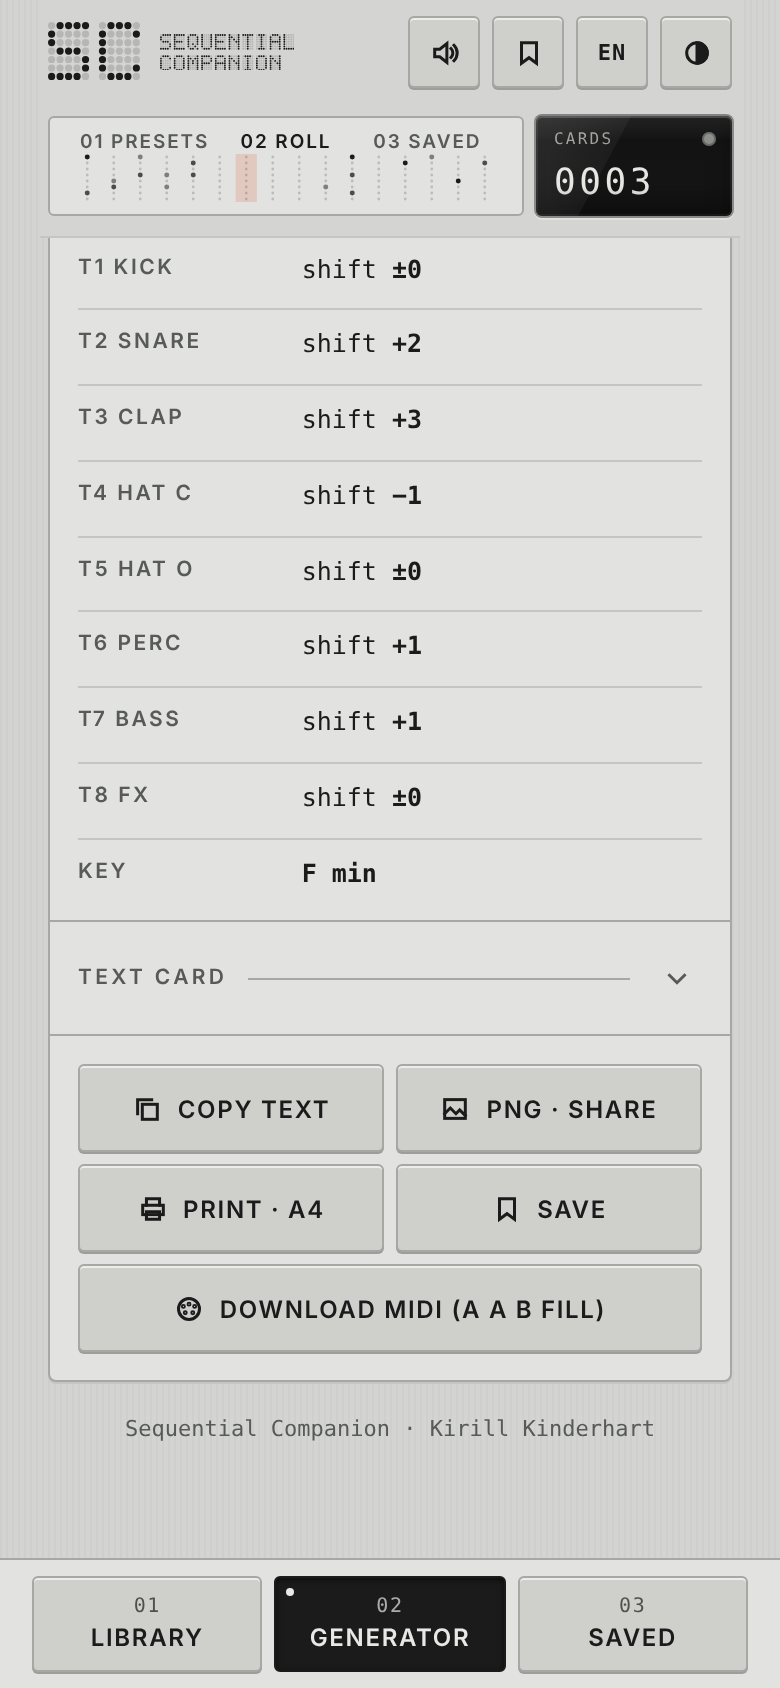 SC
SEQUENTIAL
COMPANION
EN
01 PRESETS 02 ROLL 03 SAVED
CARDS
0003
T1 KICK shift ±0
T2 SNARE shift +2
T3 CLAP shift +3
T4 HAT C shift −1
T5 HAT O shift ±0
T6 PERC shift +1
T7 BASS shift +1
T8 FX shift ±0
KEY F min
TEXT CARD
COPY TEXT
PNG · SHARE
PRINT · A4
SAVE
DOWNLOAD MIDI (A A B FILL)
Sequential Companion · Kirill Kinderhart
01
LIBRARY
02
GENERATOR
03
SAVED